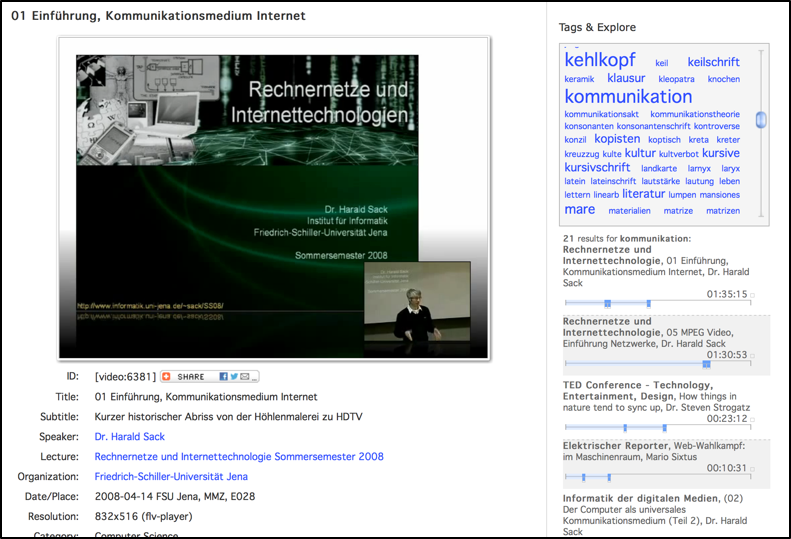 01 Einführung, Kommunikationsmedium Internet
Rechnernetze und
Internettechnologien
Dr. Harald Sack
Institut für Informatik
Friedrich-Schiller-Universität Jena
Sommersemester 2008
http://www.informatik.uni-jena.de/~sack/SS08/
ID: [video:6381] SHARE
Title: 01 Einführung, Kommunikationsmedium Internet
Subtitle: Kurzer historischer Abriss von der Höhlenmalerei zu HDTV
Speaker: Dr. Harald Sack
Lecture: Rechnernetze und Internettechnologie Sommersemester 2008
Organization: Friedrich-Schiller-Universität Jena
Date/Place: 2008-04-14 FSU Jena, MMZ, E028
Resolution: 832x516 (flv-player)
Category: Computer Science
Tags & Explore
kehlkopf keil keilschrift
keramik klausur kleopatra knochen
kommunikation
kommunikationsakt kommunikationstheorie
konsonanten konsonantenschrift kontroverse
konzil kopisten koptisch kreta kreter
kreuzzug kulte kultur kultverbot kursive
kursivschrift landkarte larnyx laryx
latein lateinschrift lautstärke lautung leben
lettern linearb literatur lumpen mansiones
mare materialien matrize matrizen
21 results for kommunikation:
Rechnernetze und
Internettechnologie, 01 Einführung,
Kommunikationsmedium Internet, Dr. Harald
Sack
01:35:15
Rechnernetze und
Internettechnologie, 05 MPEG Video,
Einführung Netzwerke, Dr. Harald Sack
01:30:53
TED Conference - Technology,
Entertainment, Design, How things in
nature tend to sync up, Dr. Steven Strogatz
00:23:12
Elektrischer Reporter, Web-Wahlkampf:
im Maschinenraum, Mario Sixtus
00:10:31
Informatik der digitalen Medien, (02)
Der Computer als universales
Kommunikationsmedium (Teil 2), Dr. Harald
Sack